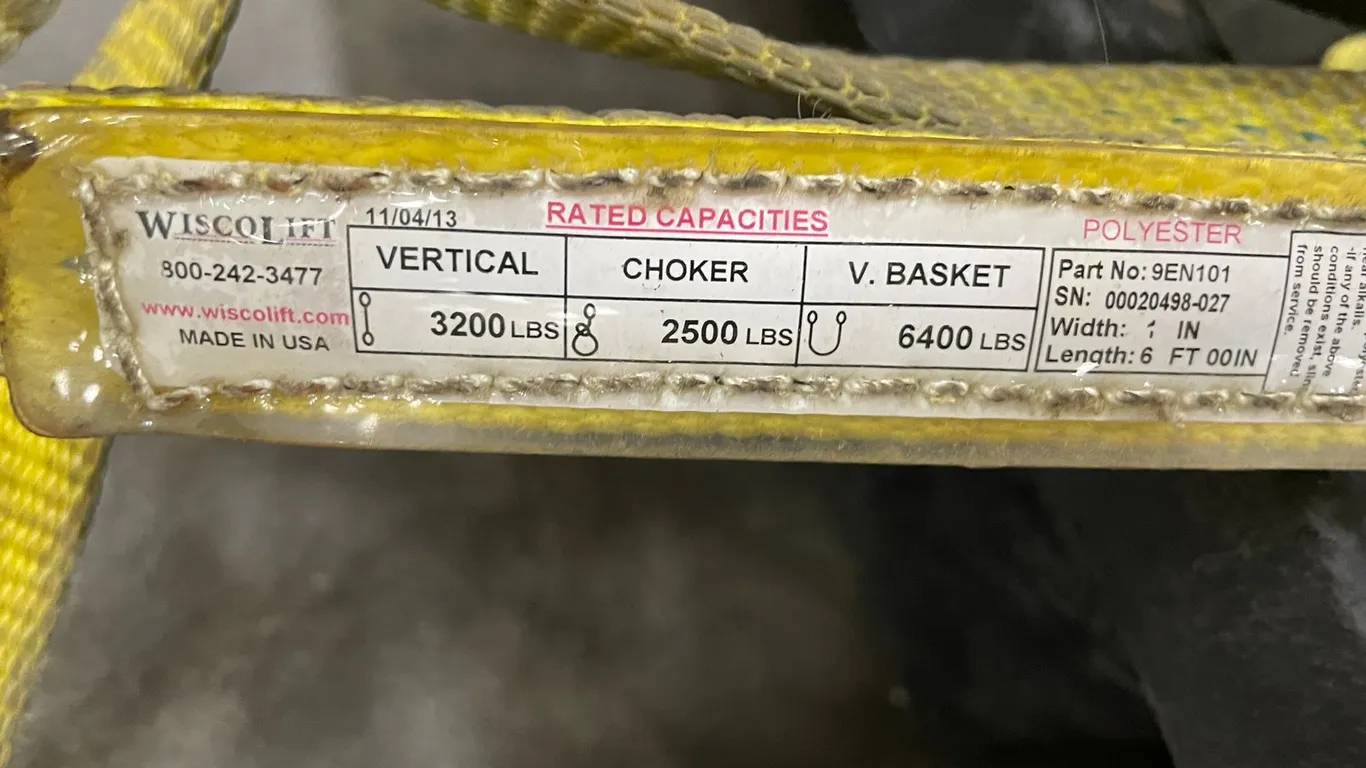 WISCOLIFT
800-242-3477
www.wiscolift.com
MADE IN USA
11/04/13
RATED CAPACITIES
VERTICAL
CHOKER
V. BASKET
3200 LBS
2500 LBS
6400 LBS
POLYESTER
Part No: 9EN101
SN: 00020498-027
Width: 1 IN
Length: 6 FT 00IN
alkalis.
-If any of the above
conditions exist, sling
should be removed
from service.